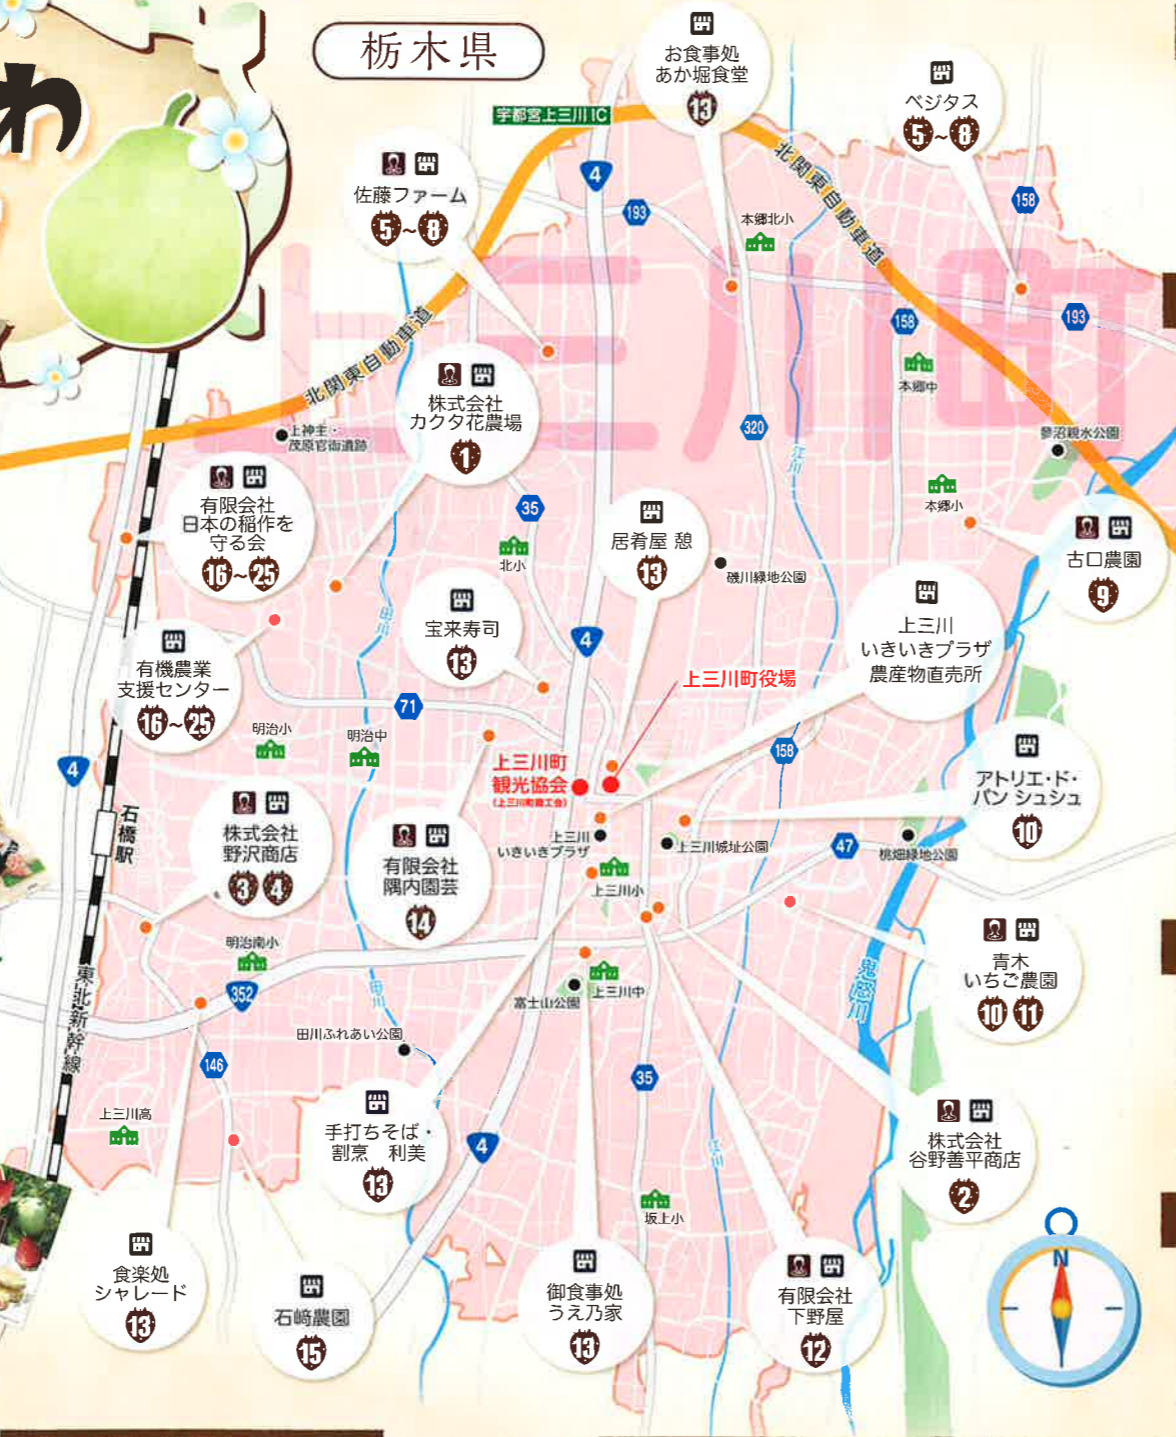 わ
栃木県
上三川町
お食事処
あか堀食堂
13
ベジタス
5~8
宇都宮上三川IC
4
佐藤ファーム
5~8
193
158
本郷北小
北関東自動車道
193
158
本郷中
北関東自動車道
株式会社
カクタ花農場
1
320
江川
上神主・
茂原官衙遺跡
蓼沼親水公園
有限会社
日本の稲作を
守る会
16~25
35
北小
居肴屋 憩
13
本郷小
古口農園
9
磯川緑地公園
田川
宝来寿司
13
4
上三川
いきいきプラザ
農産物直売所
有機農業
支援センター
16~25
上三川町役場
71
明治小
明治中
158
4
上三川町
観光協会
(上三川町商工会)
アトリエ・ド・
パン シュシュ
10
石橋駅
株式会社
野沢商店
3 4
有限会社
隅内園芸
14
上三川
いきいきプラザ
上三川城址公園
47
桃畑緑地公園
上三川小
明治南小
352
東北新幹線
田川
富士山公園
上三川中
鬼怒川
青木
いちご農園
10 11
田川ふれあい公園
146
35
上三川高
手打ちそば・
割烹 利美
13
4
江川
株式会社
谷野善平商店
2
坂上小
食楽処
シャレード
13
石﨑農園
15
御食事処
うえ乃家
13
有限会社
下野屋
12
N